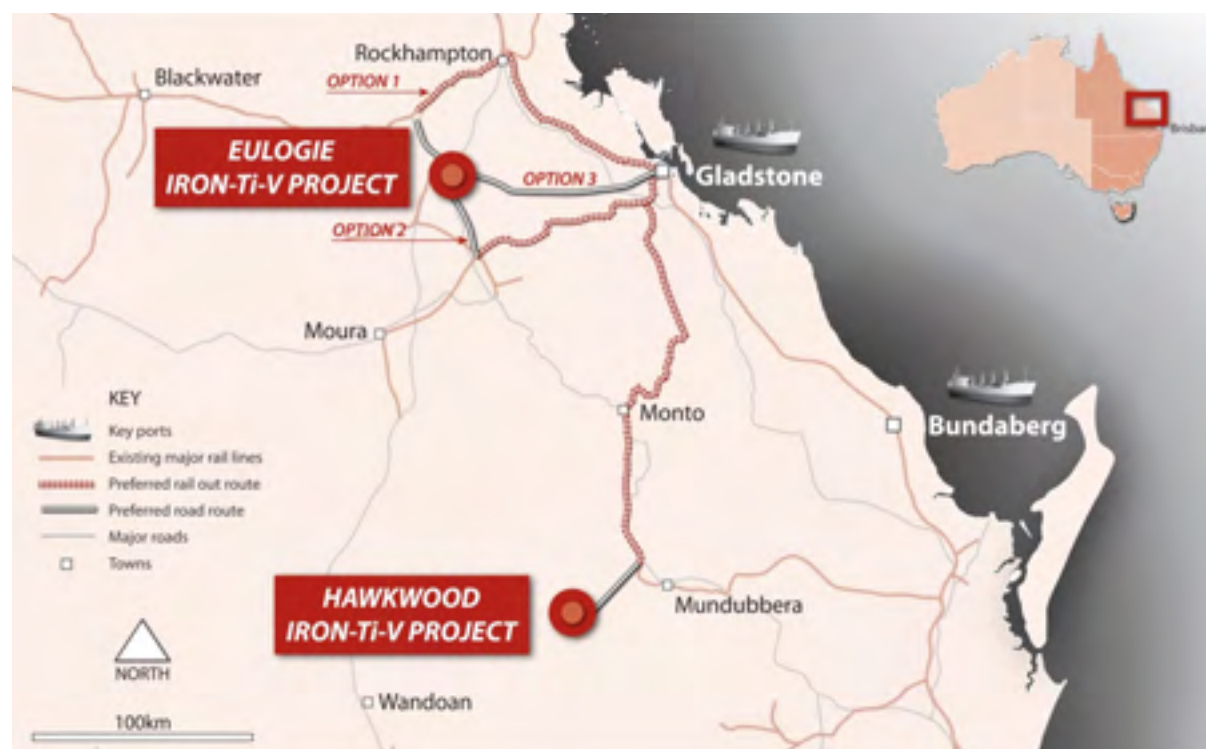 Rockhampton
Blackwater
OPTION 1
EULOGIE
IRON-Ti-V PROJECT
OPTION 3
Gladstone
OPTION 2
Moura
Monto
Bundaberg
KEY
Key ports
Existing major rail lines
Preferred rail out route
Preferred road route
Major roads
Towns
HAWKWOOD
IRON-Ti-V PROJECT
Mundubbera
NORTH
Wandoan
100km